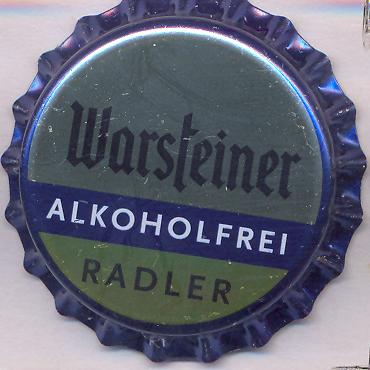 Warsteiner
ALKOHOLFREI
RADLER